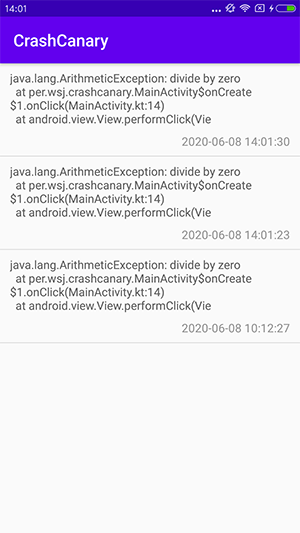 14:01
CrashCanary
java.lang.ArithmeticException: divide by zero
at per.wsj.crashcanary.MainActivity$onCreate
$1.onClick(MainActivity.kt:14)
at android.view.View.performClick(Vie
2020-06-08 14:01:30
java.lang.ArithmeticException: divide by zero
at per.wsj.crashcanary.MainActivity$onCreate
$1.onClick(MainActivity.kt:14)
at android.view.View.performClick(Vie
2020-06-08 14:01:23
java.lang.ArithmeticException: divide by zero
at per.wsj.crashcanary.MainActivity$onCreate
$1.onClick(MainActivity.kt:14)
at android.view.View.performClick(Vie
2020-06-08 10:12:27